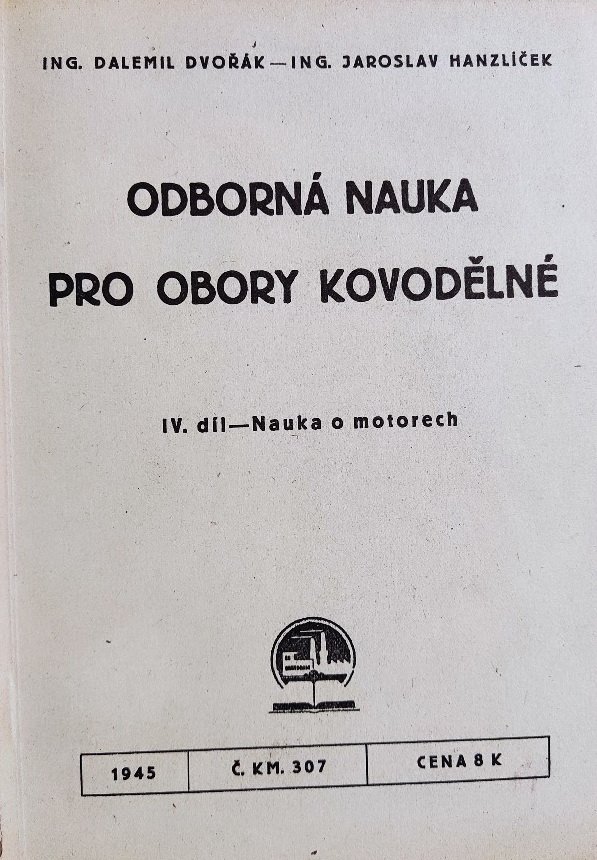 ING. DALEMIL DVOŘÁK — ING. JAROSLAV HANZLÍČEK
ODBORNÁ NAUKA
PRO OBORY KOVODĚLNÉ
IV. díl—Nauka o motorech
1945 Č. KM. 307 CENA 8 K